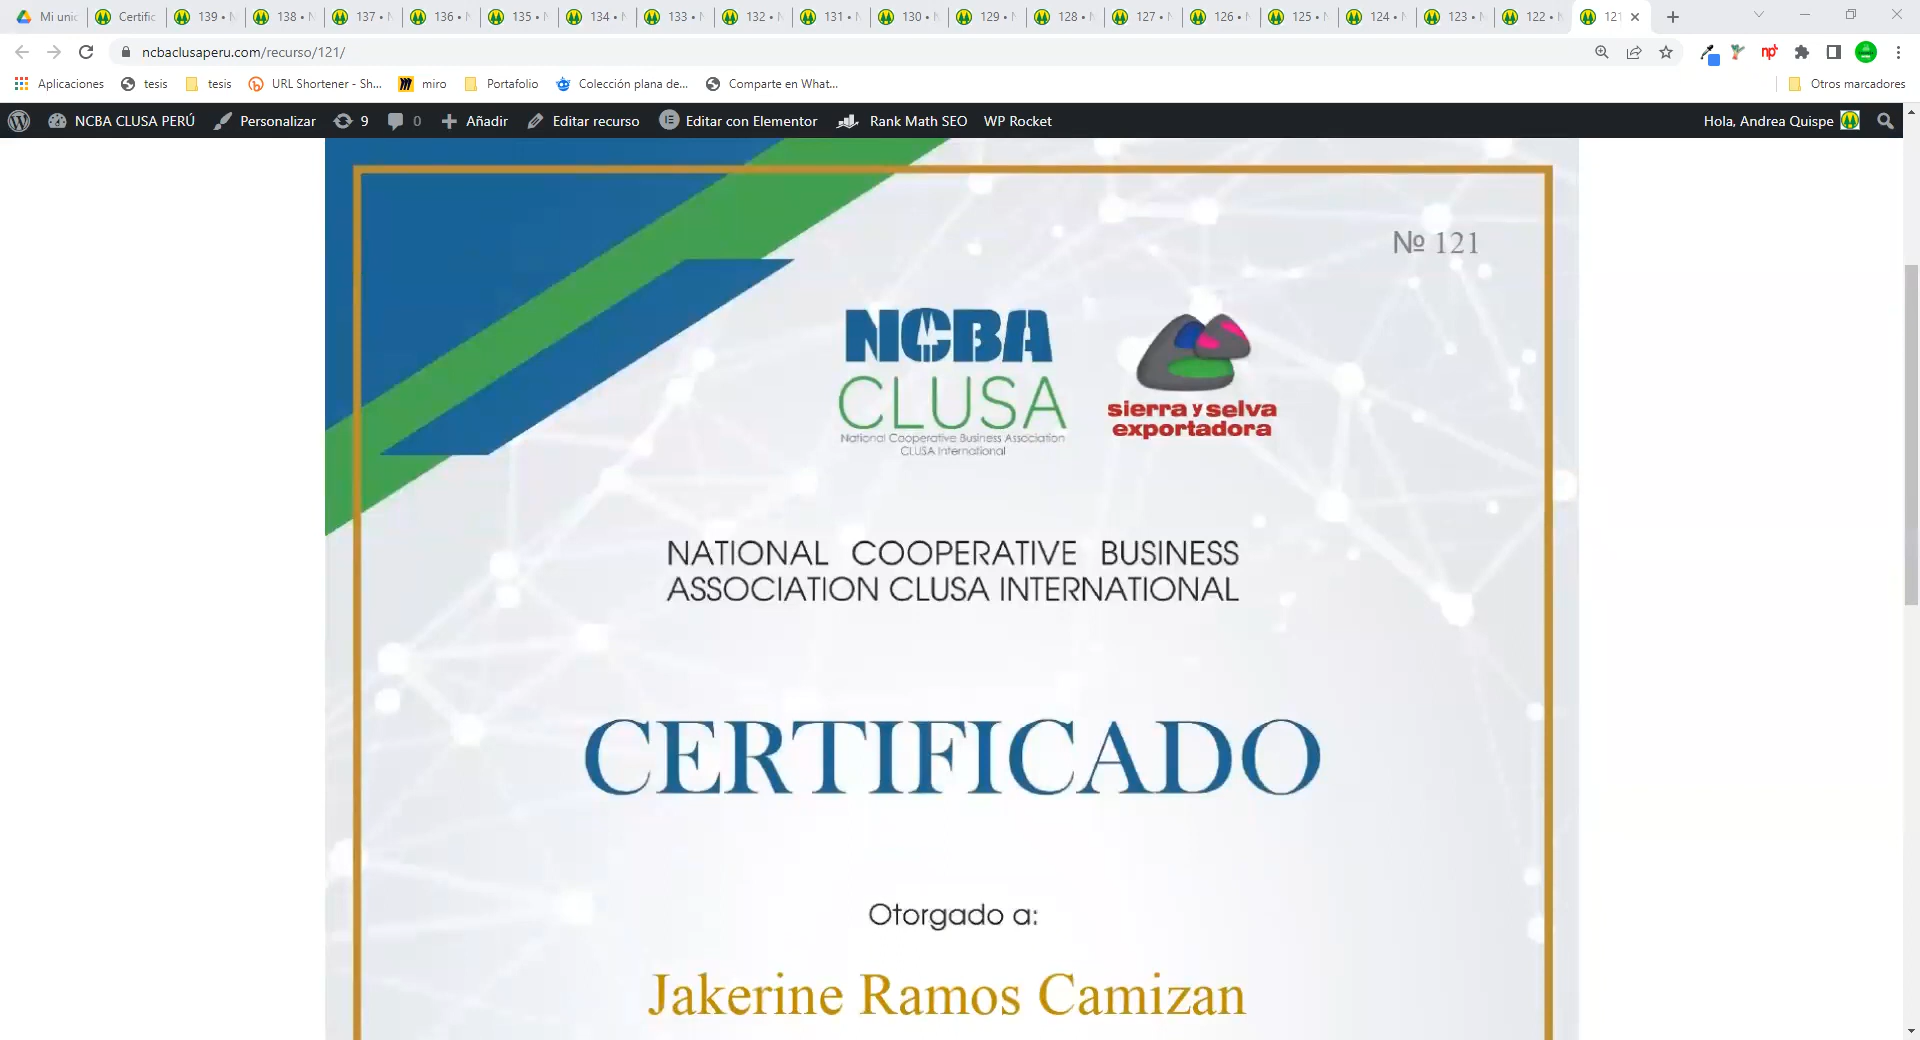 Mi unic
Certific
139 •
138 •
137 •
136 •
135 •
134 •
133 •
132 •
131 •
130 •
129 •
128 •
127 •
126 •
125 •
124 •
123 •
122 •
121
ncbaclusaperu.com/recurso/121/
Aplicaciones
tesis
tesis
URL Shortener - Sh...
miro
Portafolio
Colección plana de...
Comparte en What...
Otros marcadores
NCBA CLUSA PERÚ
Personalizar
9
0
Añadir
Editar recurso
Editar con Elementor
Rank Math SEO
WP Rocket
Hola, Andrea Quispe
№ 121
NCBA
CLUSA
National Cooperative Business Association
CLUSA International
sierra y selva
exportadora
NATIONAL COOPERATIVE BUSINESS
ASSOCIATION CLUSA INTERNATIONAL
CERTIFICADO
Otorgado a:
Jakerine Ramos Camizan